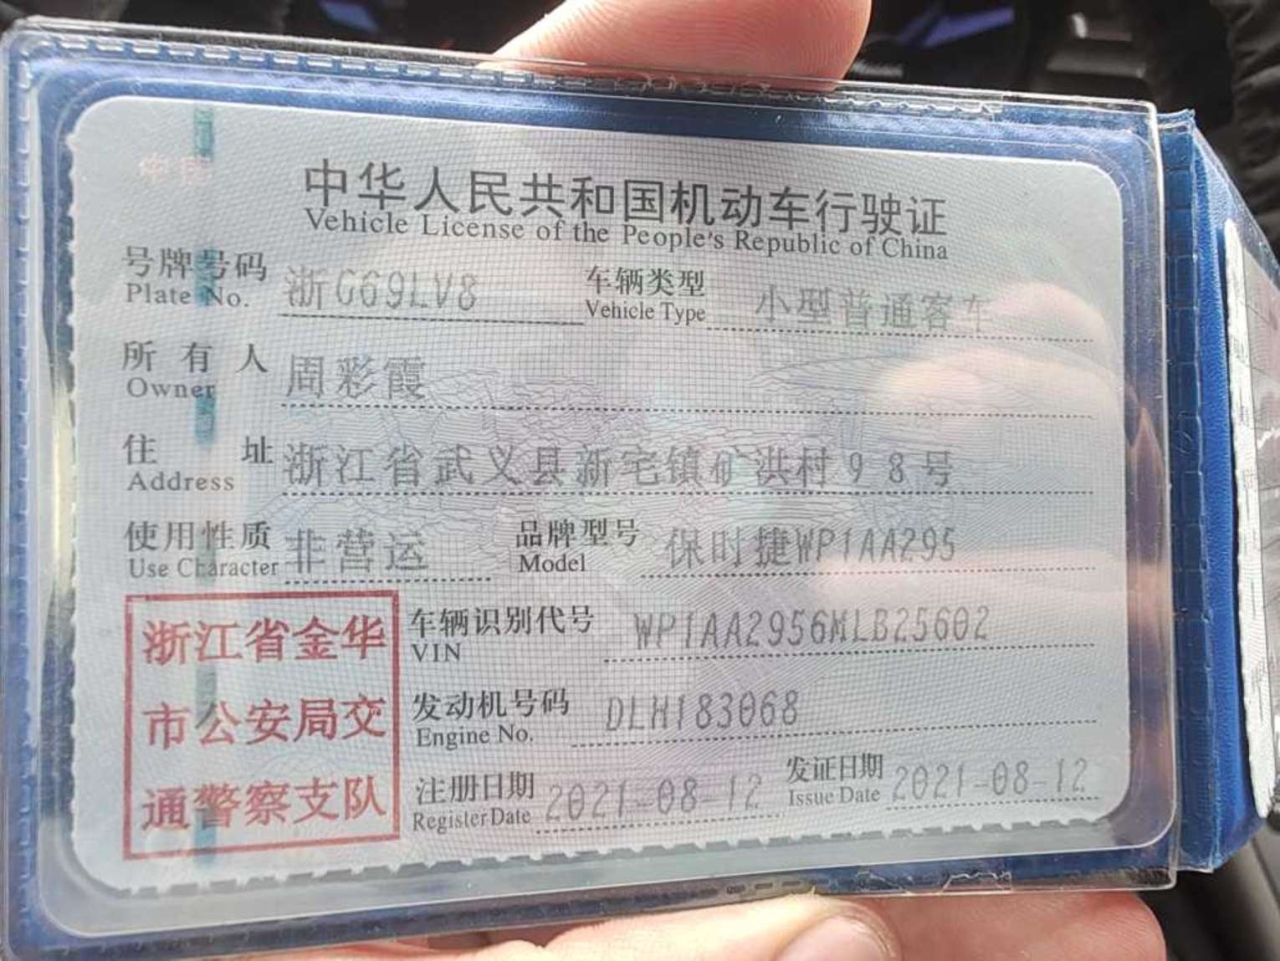 中华人民共和国机动车行驶证
Vehicle License of the People's Republic of China
号牌号码 浙G69LV8 车辆类型 小型普通客车
Plate No. Vehicle Type
所有人 周彩霞
Owner
住址 浙江省武义县新宅镇矿洪村98号
Address
使用性质 非营运 品牌型号 保时捷WP1AA295
Use Character Model
浙江省金华
市公安局交
通警察支队
车辆识别代号 WP1AA2956MLB25602
VIN
发动机号码 DLH183068
Engine No.
注册日期 2021-08-12 发证日期 2021-08-12
Register Date Issue Date